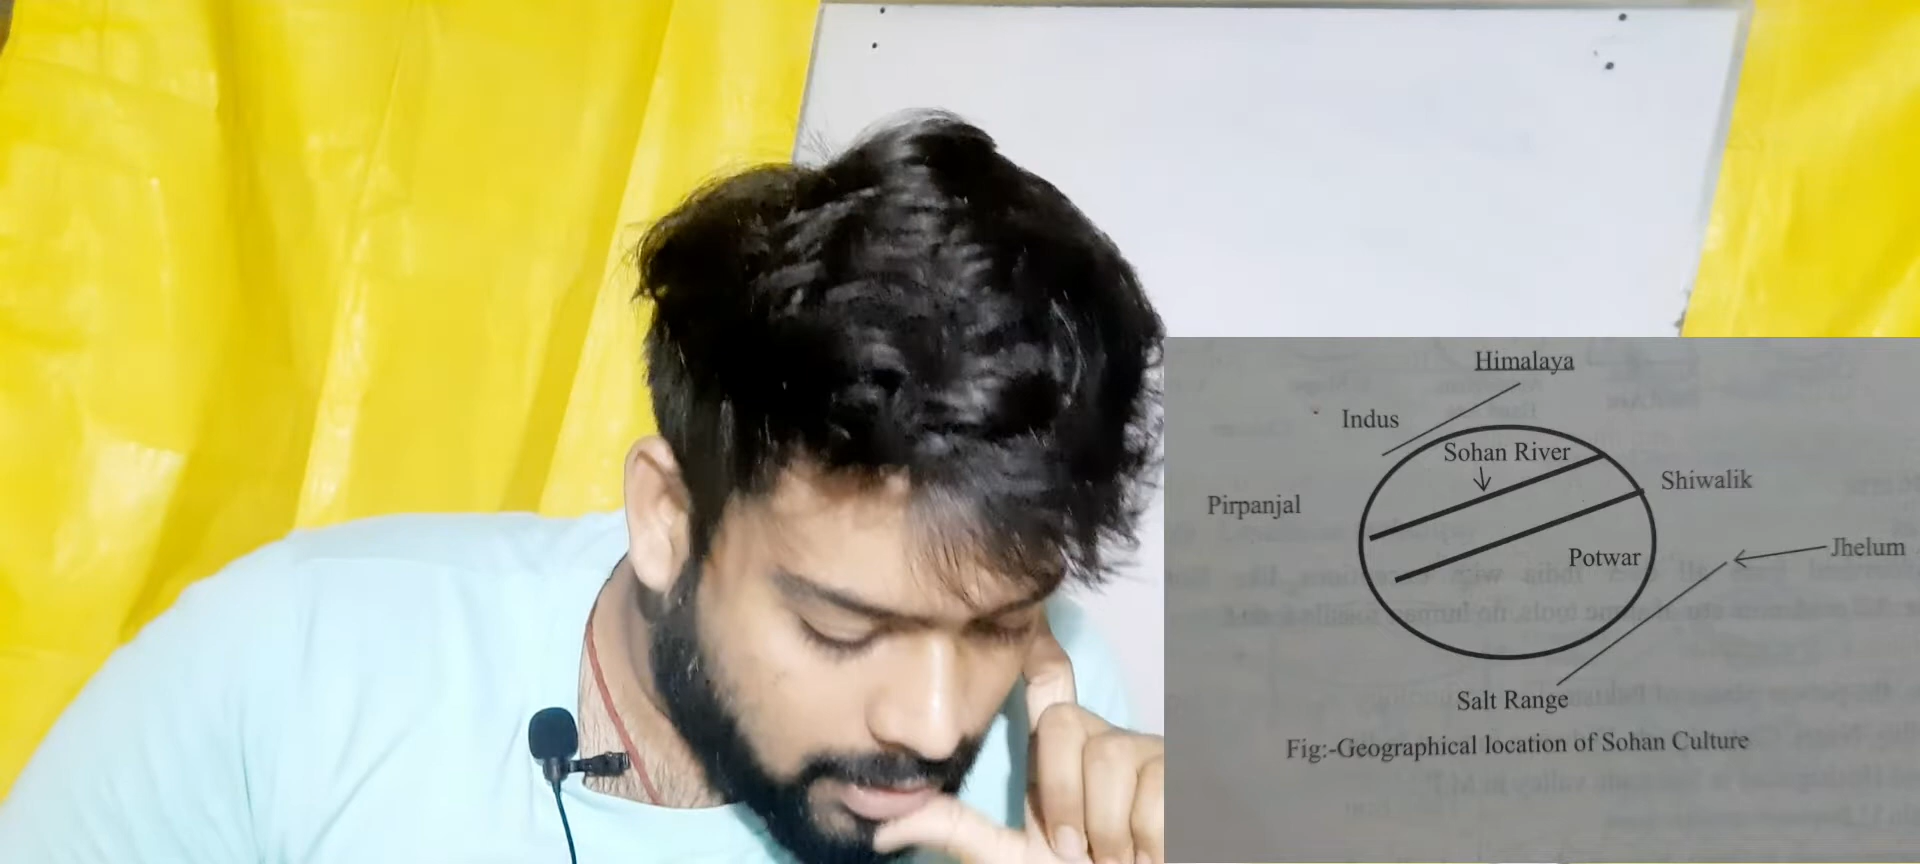 Himalaya
Indus
Sohan River
Shiwalik
Pirpanjal
Jhelum
Potwar
Salt Range
Fig:-Geographical location of Sohan Culture